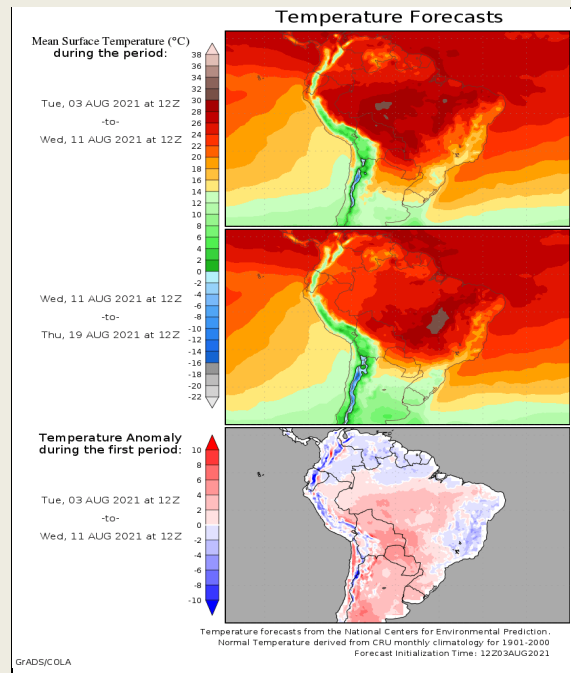 Temperature Forecasts
Mean Surface Temperature (°C)
during the period:
Tue, 03 AUG 2021 at 12Z
-to-
Wed, 11 AUG 2021 at 12Z
38
36
34
32
30
28
26
24
22
20
18
16
14
12
10
8
6
4
2
0
-2
-4
-6
-8
-10
-12
-14
-16
-18
-20
-22
Wed, 11 AUG 2021 at 12Z
-to-
Thu, 19 AUG 2021 at 12Z
Temperature Anomaly
during the first period:
Tue, 03 AUG 2021 at 12Z
-to-
Wed, 11 AUG 2021 at 12Z
10
8
6
4
2
0
-2
-4
-6
-8
-10
Temperature forecasts from the National Centers for Environmental Prediction.
Normal Temperature derived from CRU monthly climatology for 1901-2000
Forecast Initialization Time: 12Z03AUG2021
GrADS/COLA